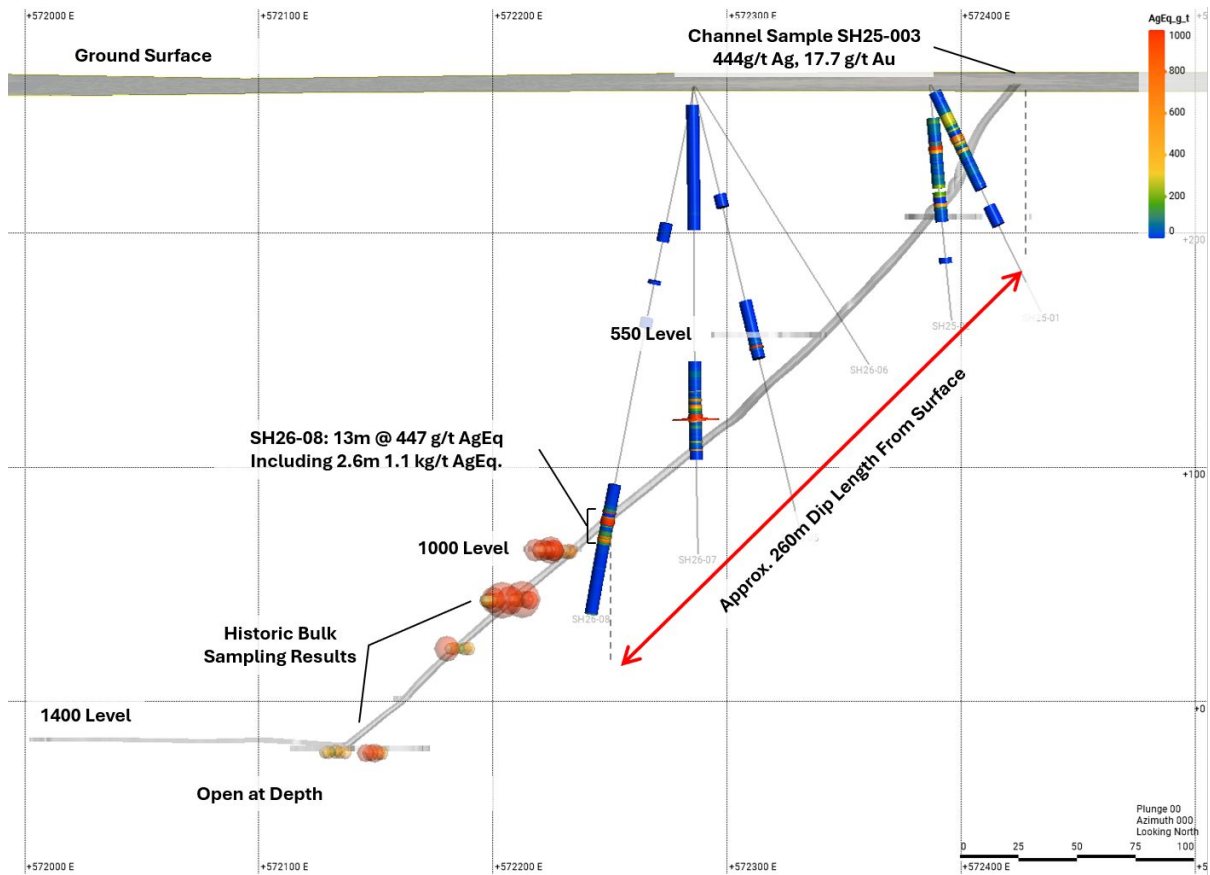 +572000 E
+572100 E
+572200 E
+572300 E
+572400 E
AgEq_g_t
1000
800
600
400
200
0
Ground Surface
Channel Sample SH25-003
444g/t Ag, 17.7 g/t Au
+200
550 Level
SH26-06
SH26-08: 13m @ 447 g/t AgEq
Including 2.6m 1.1 kg/t AgEq.
+100
Approx. 260m Dip Length From Surface
1000 Level
SH26-07
SH26-08
Historic Bulk
Sampling Results
1400 Level
+0
Open at Depth
Plunge 00
Azimuth 000
Looking North
0
25
50
75
100
+572000 E
+572100 E
+572200 E
+572300 E
+572400 E